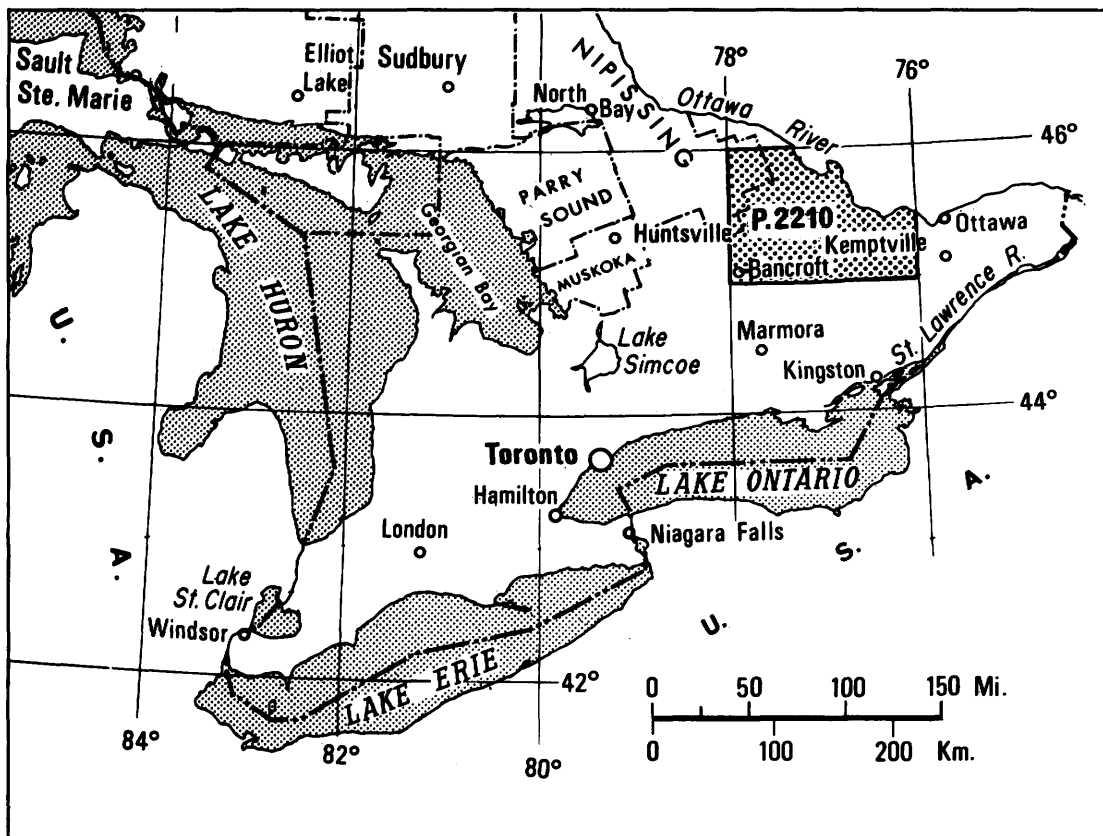 78°
76°
Elliot
Lake
Sudbury
Sault
Ste. Marie
North
Bay
NIPISSING
Ottawa
River
46°
PARRY
SOUND
P.2210
Kemptville
Ottawa
Huntsville
Bancroft
MUSKOKA
LAKE
HURON
Georgian Bay
St. Lawrence R.
Lake
Simcoe
Marmora
Kingston
44°
U.
S.
A.
Toronto
Hamilton
LAKE ONTARIO
Niagara Falls
London
Lake
St. Clair
Windsor
LAKE ERIE
42°
U.
S.
A.
0 50 100 150 Mi.
0 100 200 Km.
84°
82°
80°